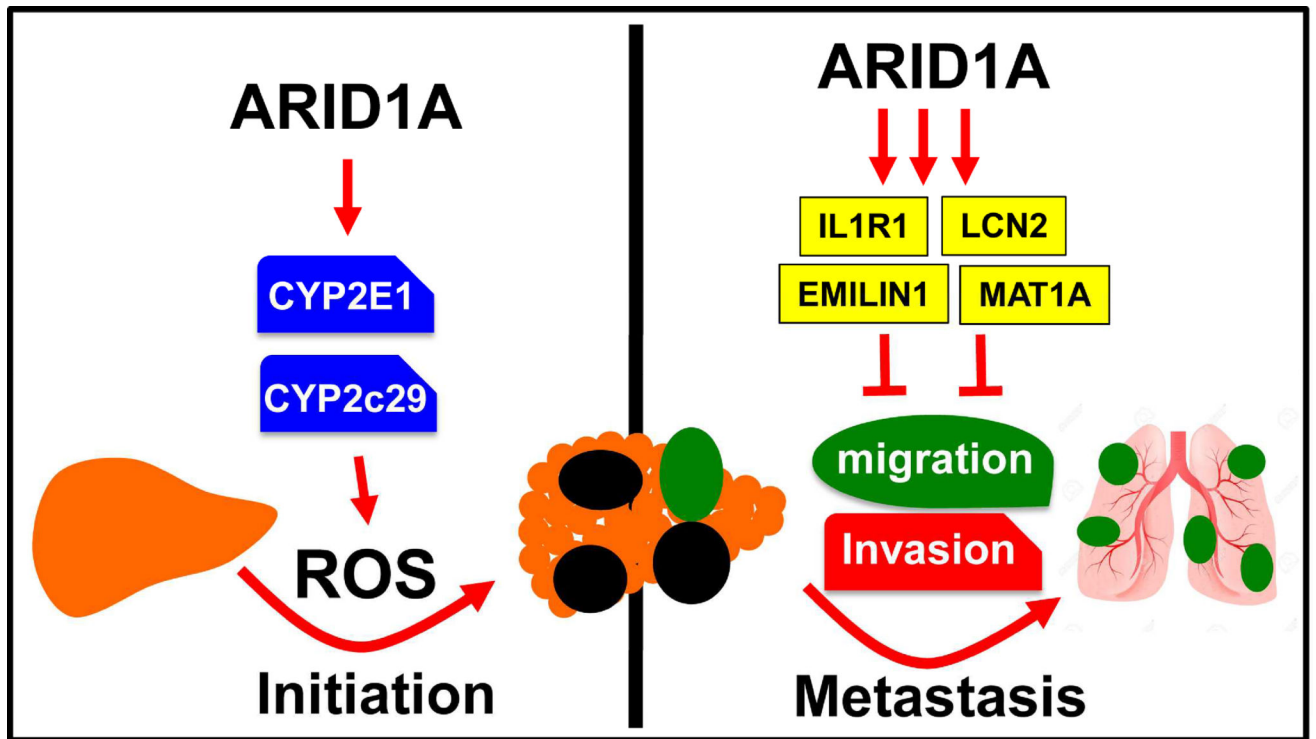 ARID1A
CYP2E1
CYP2c29
ROS
Initiation
ARID1A
IL1R1
LCN2
EMILIN1
MAT1A
migration
Invasion
Metastasis